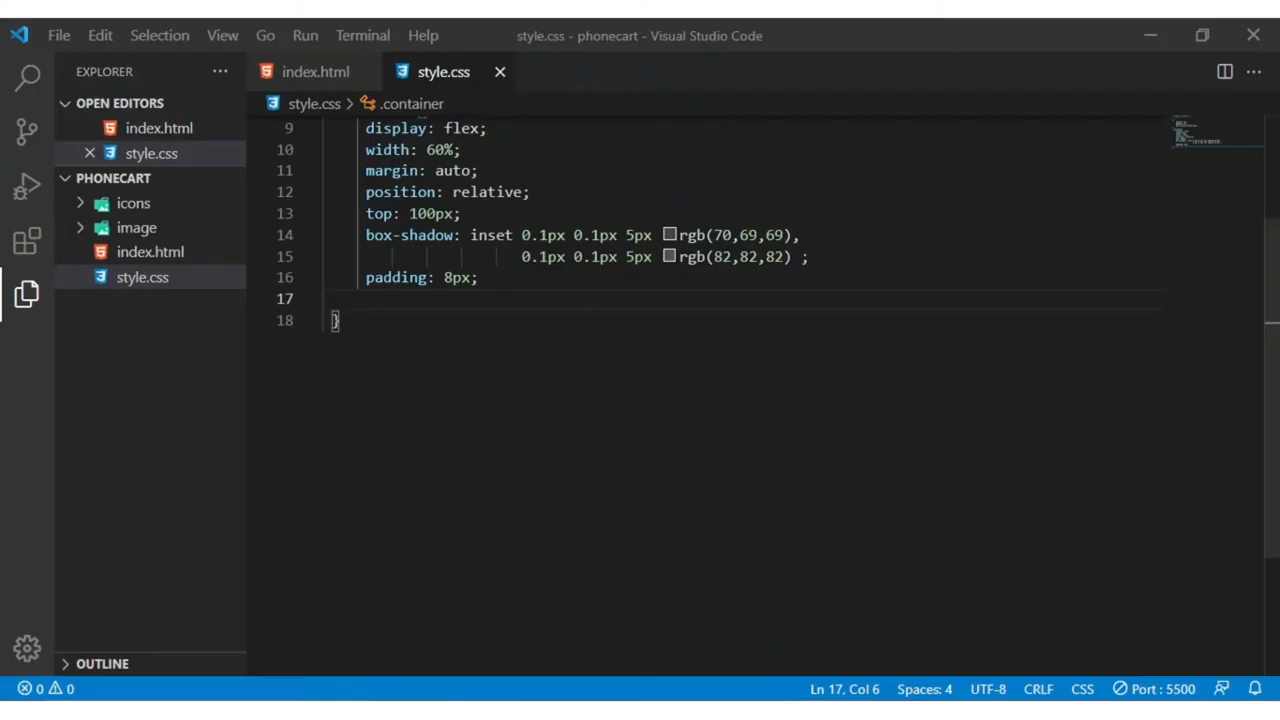 File Edit Selection View Go Run Terminal Help style.css - phonecart - Visual Studio Code
EXPLORER
index.html style.css
OPEN EDITORS
style.css > .container
index.html
style.css
PHONECART
icons
image
index.html
style.css
OUTLINE
9 display: flex;
10 width: 60%;
11 margin: auto;
12 position: relative;
13 top: 100px;
14 box-shadow: inset 0.1px 0.1px 5px rgb(70,69,69),
15 0.1px 0.1px 5px rgb(82,82,82) ;
16 padding: 8px;
17
18 }
0 0 Ln 17, Col 6 Spaces: 4 UTF-8 CRLF CSS Port : 5500